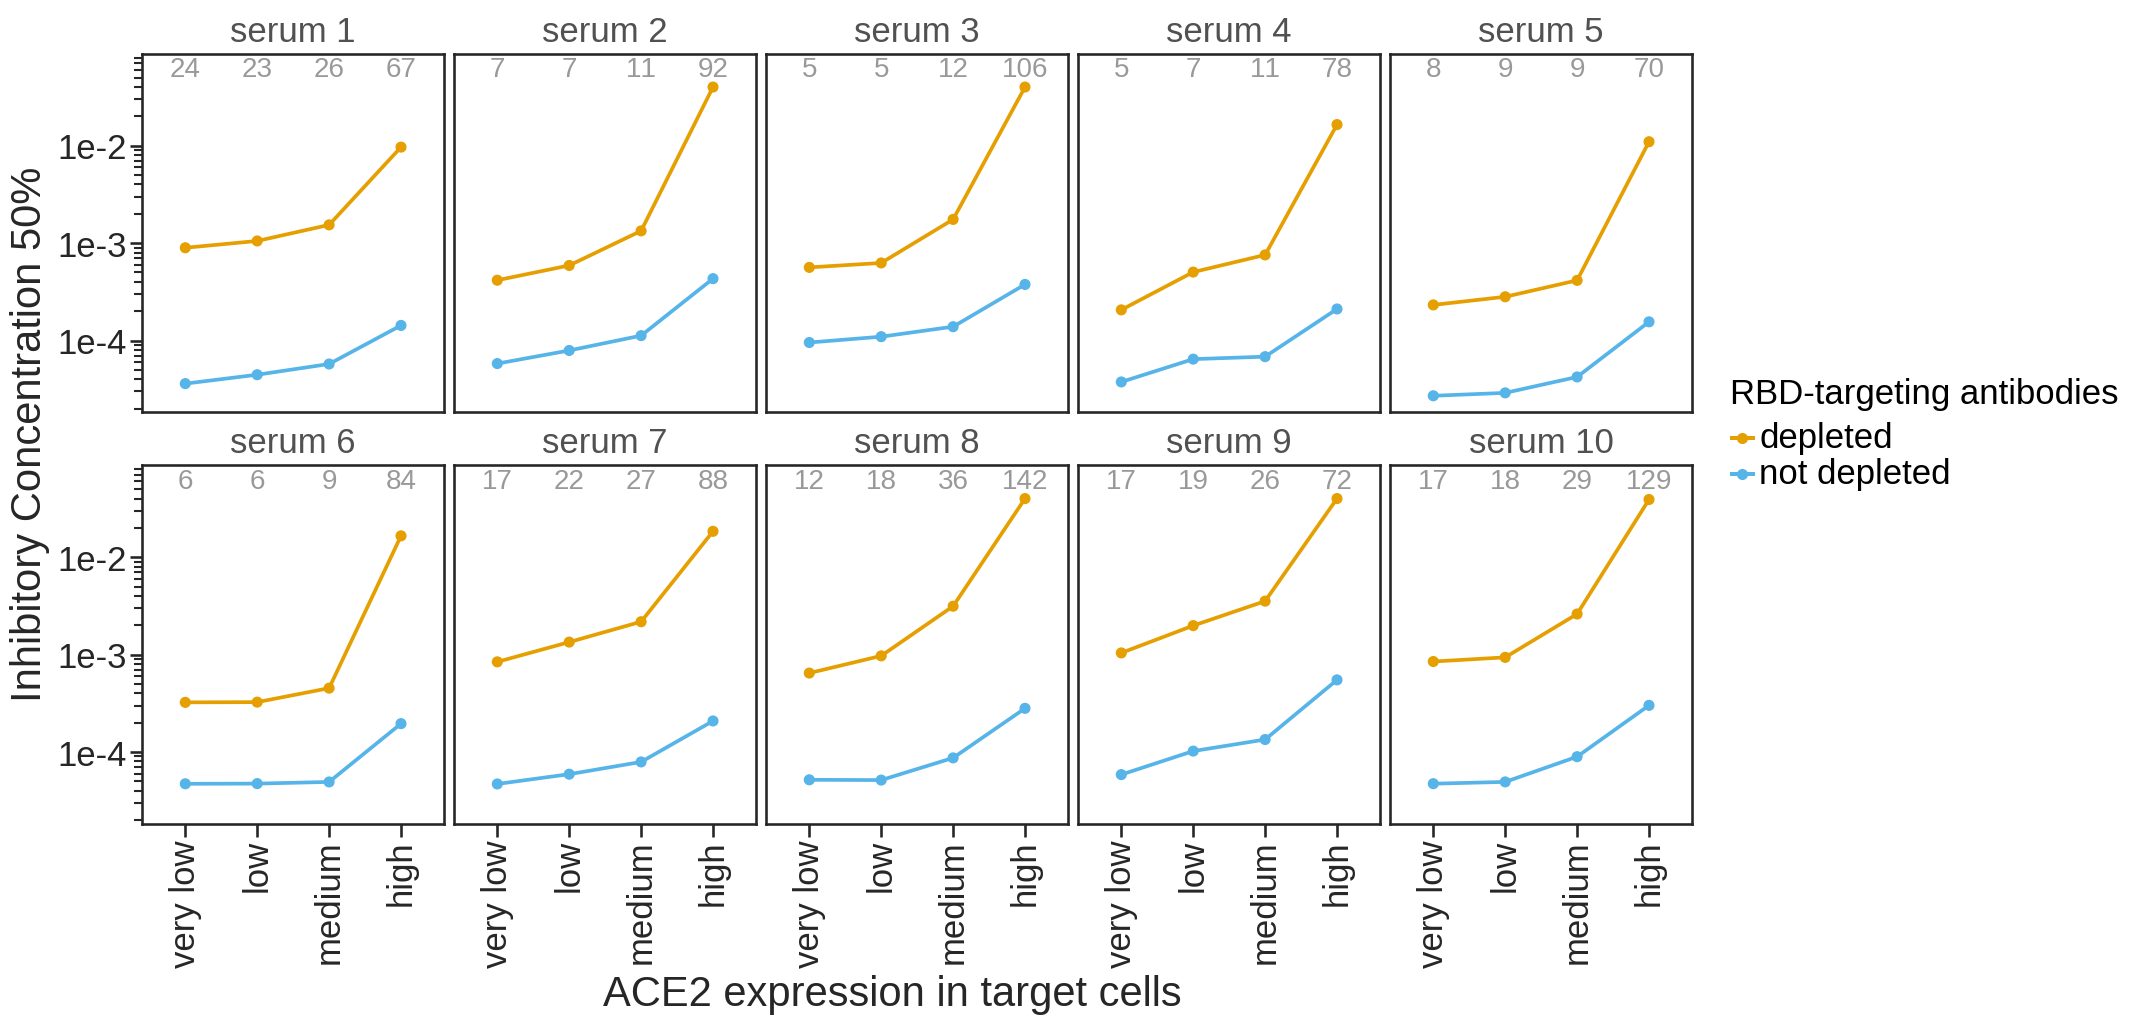 serum 1 serum 2 serum 3 serum 4 serum 5
24 23 26 67 7 7 11 92 5 5 12 106 5 7 11 78 8 9 9 70
1e-2
1e-3
1e-4
Inhibitory Concentration 50%
RBD-targeting antibodies
depleted
not depleted
serum 6 serum 7 serum 8 serum 9 serum 10
6 6 9 84 17 22 27 88 12 18 36 142 17 19 26 72 17 18 29 129
1e-2
1e-3
1e-4
very low low medium high very low low medium high very low low medium high very low low medium high very low low medium high
ACE2 expression in target cells